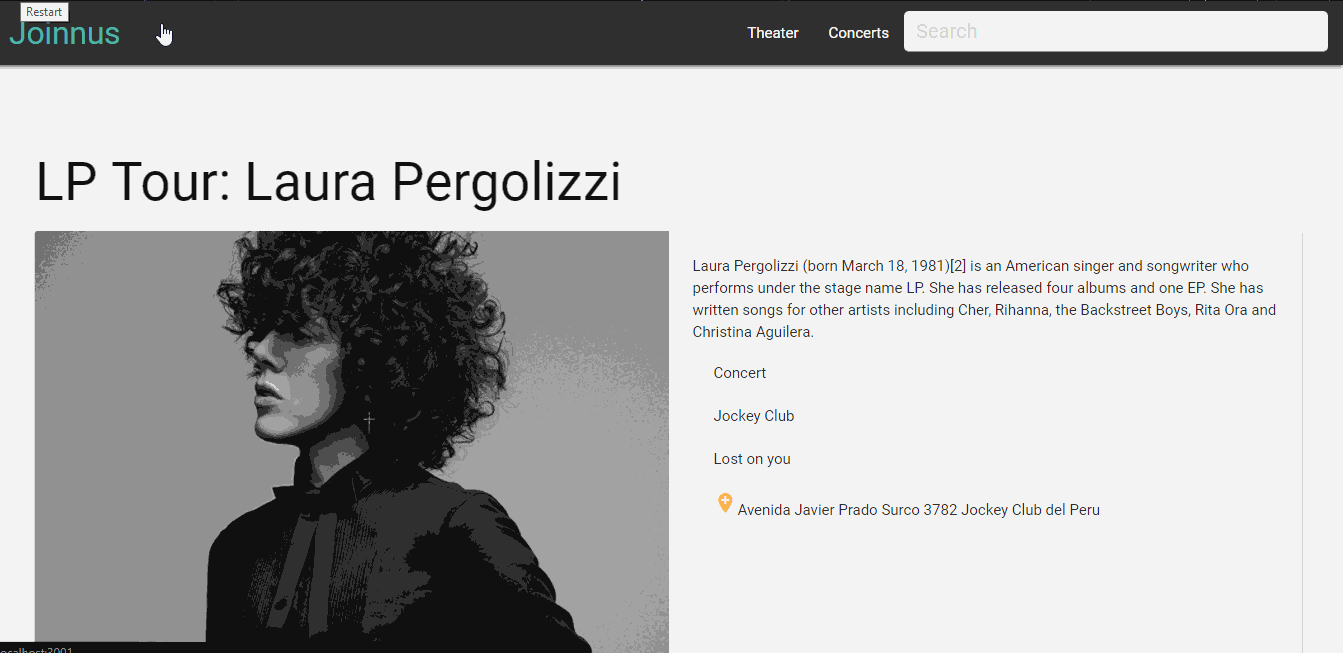 Restart
Joinnus
Theater
Concerts
Search
LP Tour: Laura Pergolizzi
Laura Pergolizzi (born March 18, 1981)[2] is an American singer and songwriter who
performs under the stage name LP. She has released four albums and one EP. She has
written songs for other artists including Cher, Rihanna, the Backstreet Boys, Rita Ora and
Christina Aguilera.
Concert
Jockey Club
Lost on you
Avenida Javier Prado Surco 3782 Jockey Club del Peru